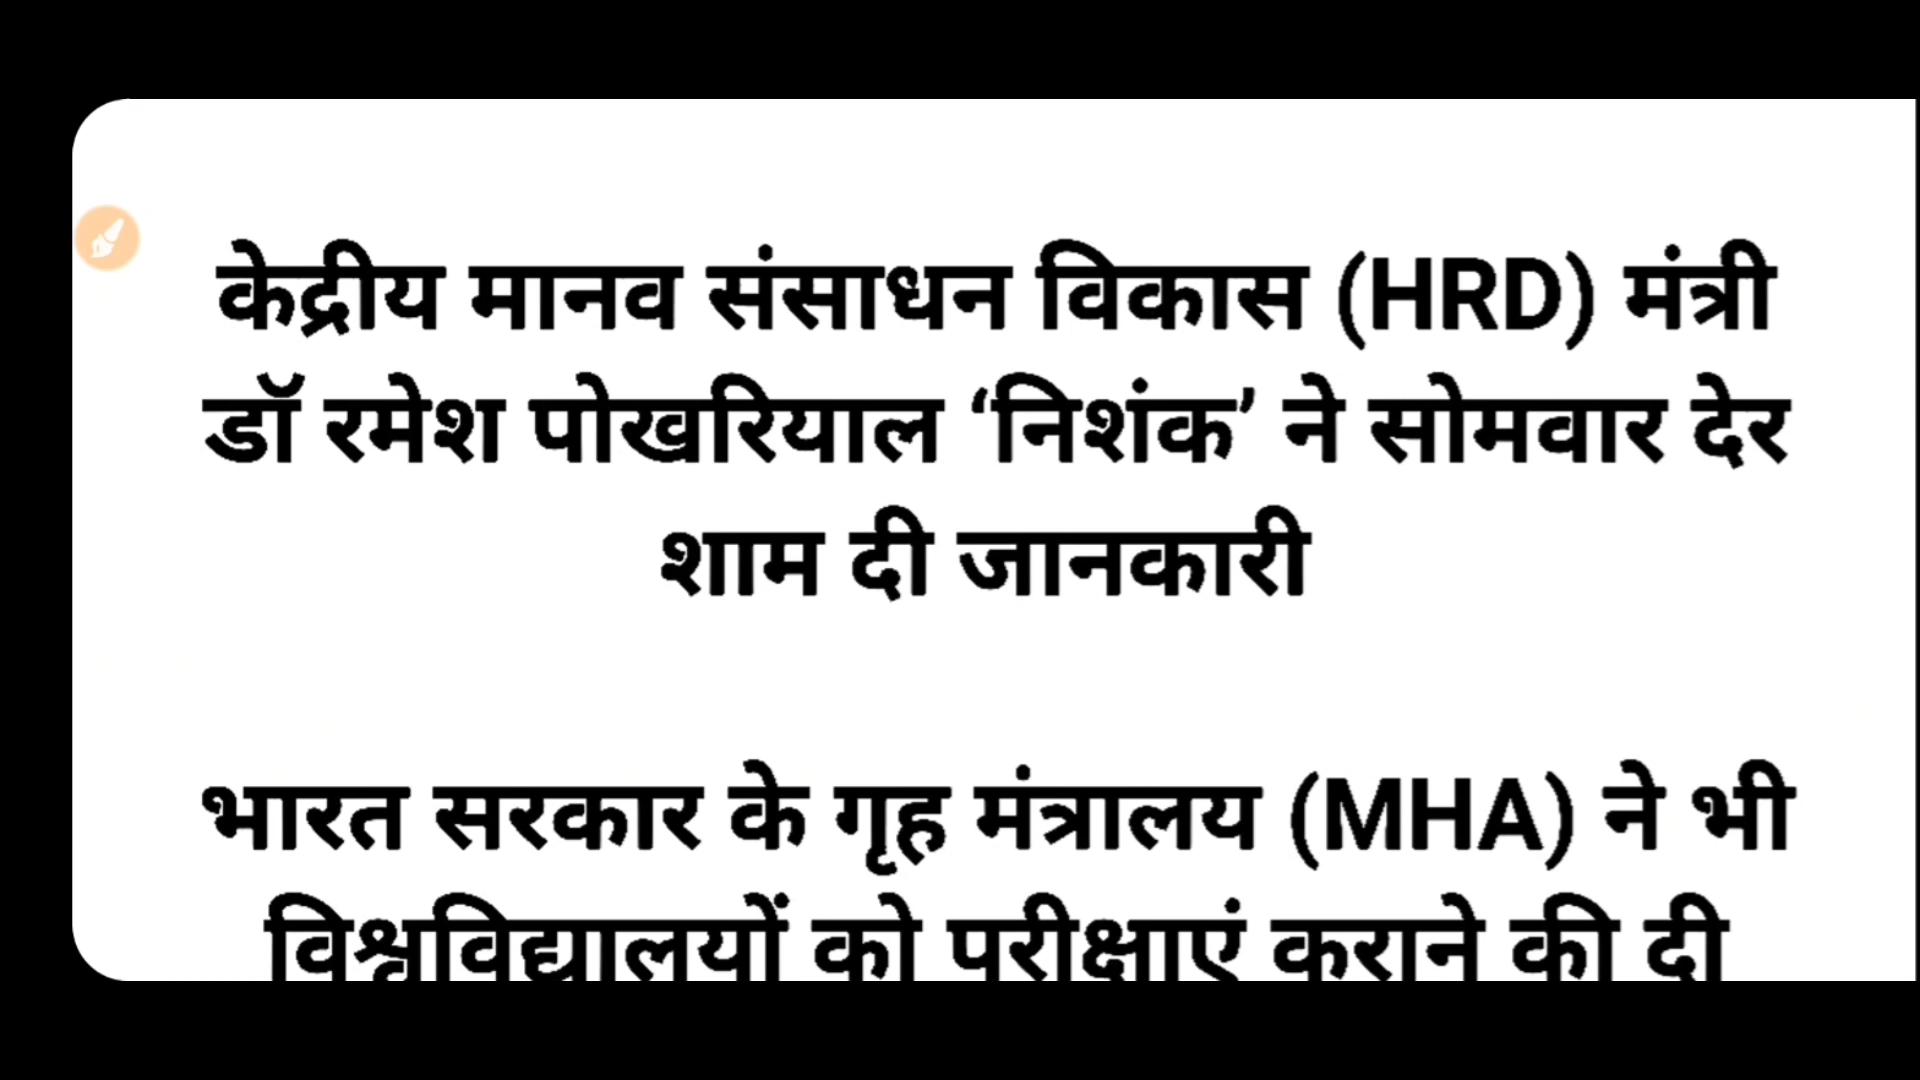 केद्रीय मानव संसाधन विकास (HRD) मंत्री
डॉ रमेश पोखरियाल ‘निशंक’ ने सोमवार देर
शाम दी जानकारी
भारत सरकार के गृह मंत्रालय (MHA) ने भी
विश्वविद्यालयों को परीक्षाएं कराने की दी